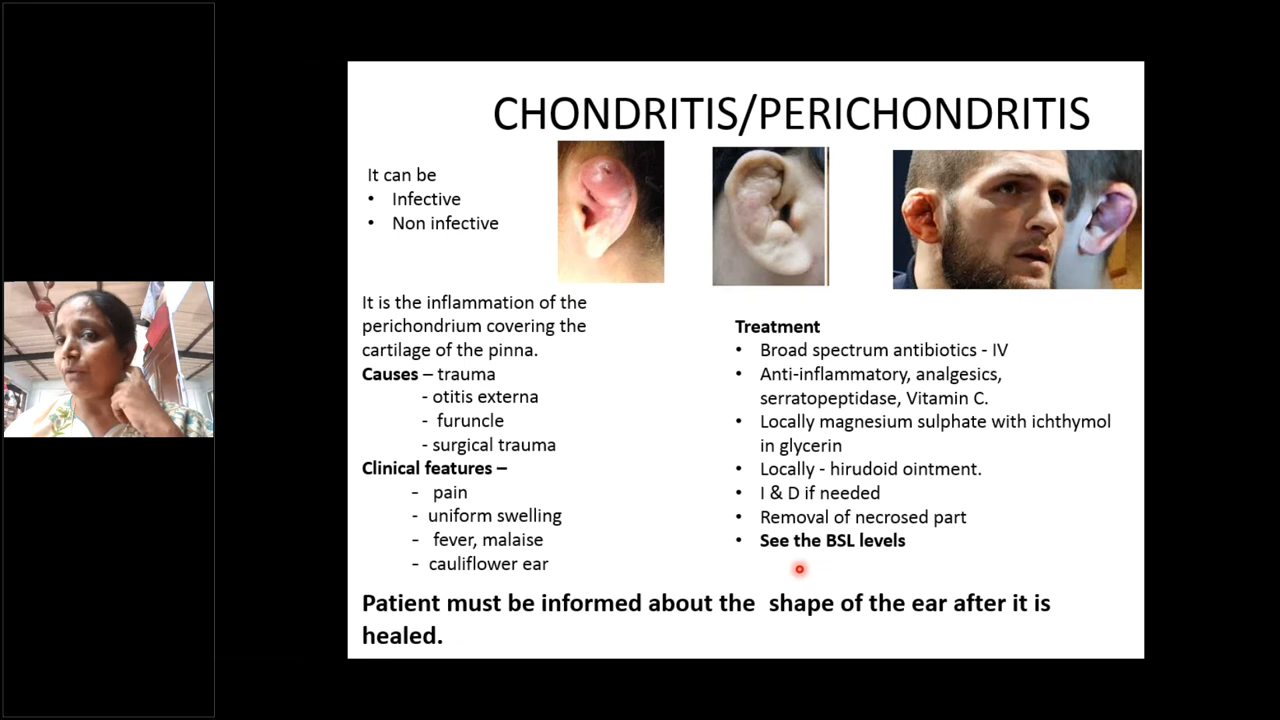 CHONDRITIS/PERICHONDRITIS
It can be
• Infective
• Non infective
It is the inflammation of the
perichondrium covering the
cartilage of the pinna.
Causes – trauma
- otitis externa
- furuncle
- surgical trauma
Clinical features –
- pain
- uniform swelling
- fever, malaise
- cauliflower ear
Treatment
• Broad spectrum antibiotics - IV
• Anti-inflammatory, analgesics,
serratopeptidase, Vitamin C.
• Locally magnesium sulphate with ichthymol
in glycerin
• Locally - hirudoid ointment.
• I & D if needed
• Removal of necrosed part
• See the BSL levels
Patient must be informed about the shape of the ear after it is
healed.